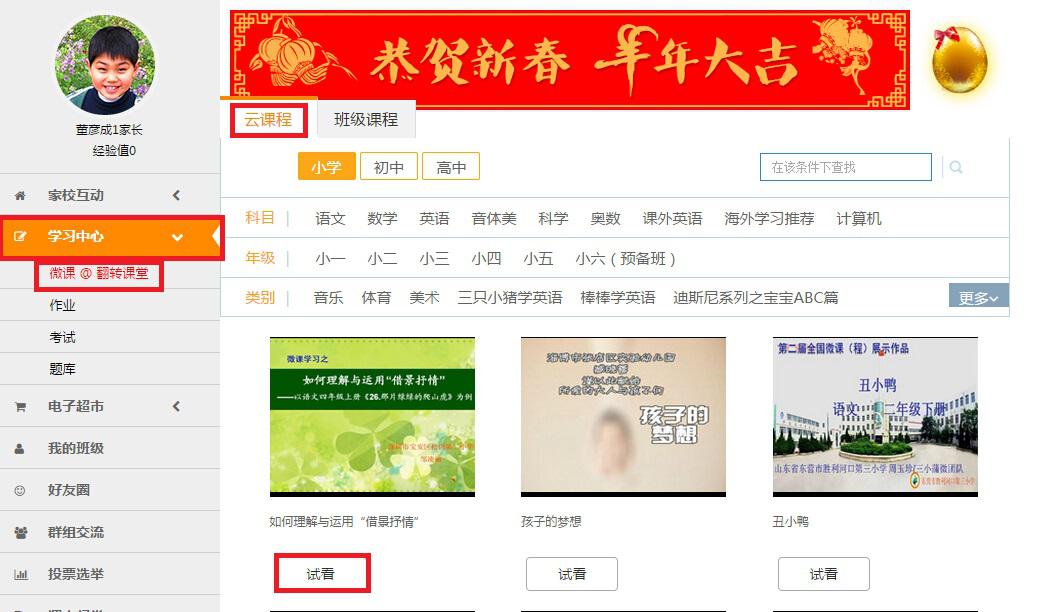 恭贺新春 羊年大吉
董彦成1家长
经验值0
家校互动
学习中心
微课 @ 翻转课堂
作业
考试
题库
电子超市
我的班级
好友圈
群组交流
投票选举
云课程
班级课程
小学 初中 高中
在该条件下查找
科目 语文 数学 英语 音体美 科学 奥数 课外英语 海外学习推荐 计算机
年级 小一 小二 小三 小四 小五 小六（预备班）
类别 音乐 体育 美术 三只小猪学英语 棒棒学英语 迪斯尼系列之宝宝ABC篇 更多
微课学习之
如何理解与运用“借景抒情”
——以语文四年级上册《26.那片绿绿的爬山虎》为例
如何理解与运用“借景抒情”
试看
孩子的
梦想
孩子的梦想
试看
第二届全国微课（程）展示作品
丑小鸭
语文 二年级下册
山东省东营市胜利河口第三小学 周玉珍/三小蒲微团队
丑小鸭
试看